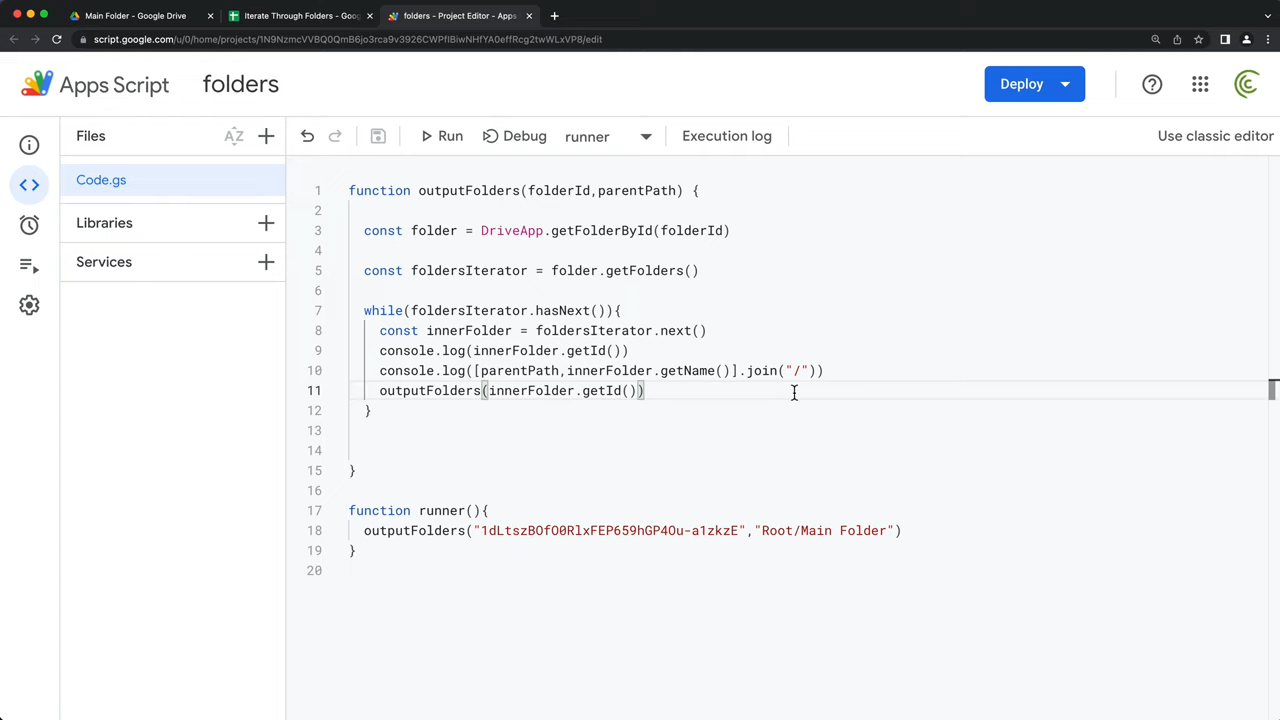 Main Folder - Google Drive
Iterate Through Folders - Goog
folders - Project Editor - Apps
script.google.com/u/0/home/projects/1N9NzmcVVBQ0QmB6jo3rca9v3926CWPfIBiwNHfYA0effRcg2twWLxVP8/edit
Apps Script
folders
Deploy
Files
AZ
Run
Debug
runner
Execution log
Use classic editor
Code.gs
Libraries
Services
1 function outputFolders(folderId,parentPath) {
2
3 const folder = DriveApp.getFolderById(folderId)
4
5 const foldersIterator = folder.getFolders()
6
7 while(foldersIterator.hasNext()){
8 const innerFolder = foldersIterator.next()
9 console.log(innerFolder.getId())
10 console.log([parentPath,innerFolder.getName()].join("/"))
11 outputFolders(innerFolder.getId())
12 }
13
14
15 }
16
17 function runner(){
18 outputFolders("1dLtszBOfO0RlxFEP659hGP4Ou-a1zkzE","Root/Main Folder")
19 }
20